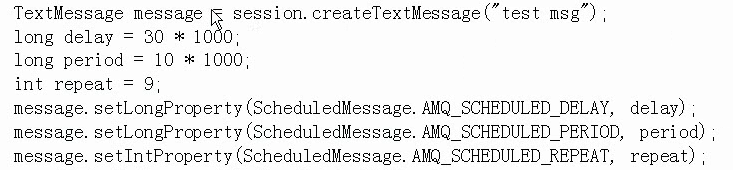 TextMessage message = session.createTextMessage("test msg");
long delay = 30 * 1000;
long period = 10 * 1000;
int repeat = 9;
message.setLongProperty(ScheduledMessage.AMQ_SCHEDULED_DELAY, delay);
message.setLongProperty(ScheduledMessage.AMQ_SCHEDULED_PERIOD, period);
message.setIntProperty(ScheduledMessage.AMQ_SCHEDULED_REPEAT, repeat);